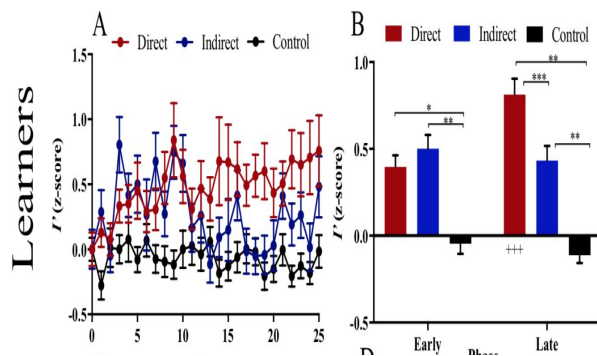 A
Direct Indirect Control
Learners
I'(z-score)
1.5
1.0
0.5
0.0
-0.5
0 5 10 15 20 25
B
Direct Indirect Control
I'(z-score)
1.0
0.5
0.0
-0.5
* ** ** *** **
+++
Early Late
Phase
D